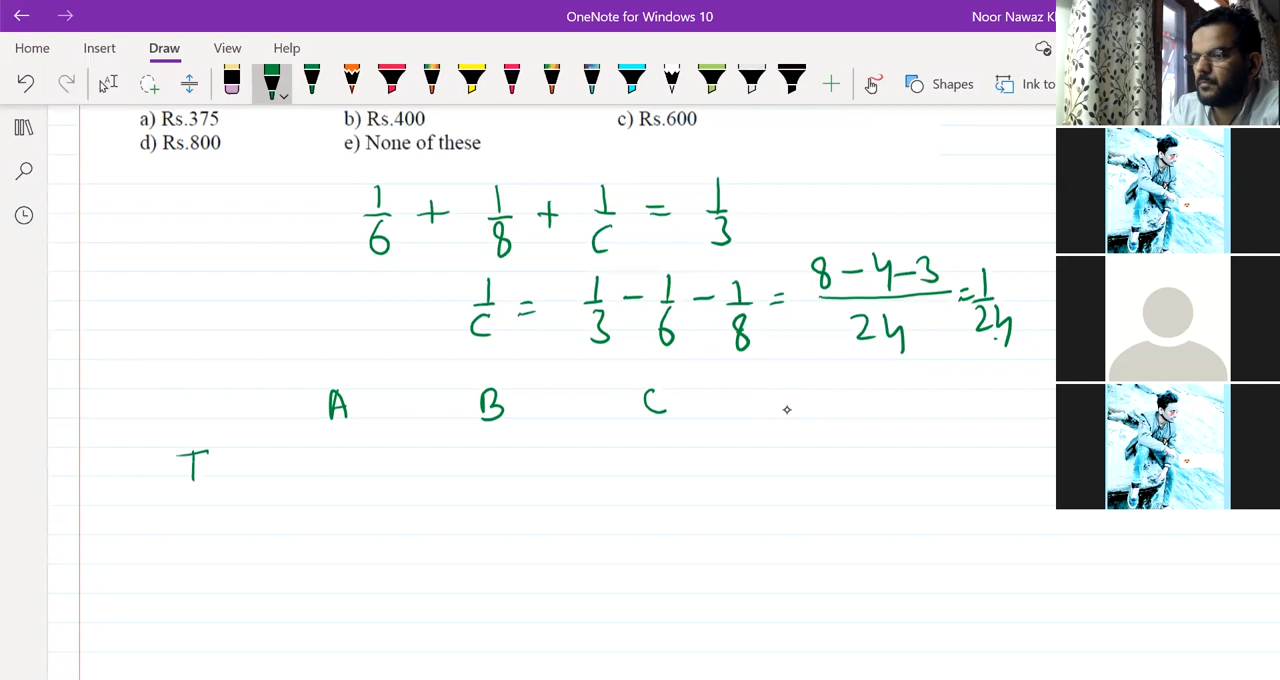 OneNote for Windows 10
Noor Nawaz Kh
Home Insert Draw View Help
Shapes Ink to
a) Rs.375 b) Rs.400 c) Rs.600
d) Rs.800 e) None of these
1/6 + 1/8 + 1/C = 1/3
1/C = 1/3 - 1/6 - 1/8 = 8-4-3/24 = 1/24
A B C
T